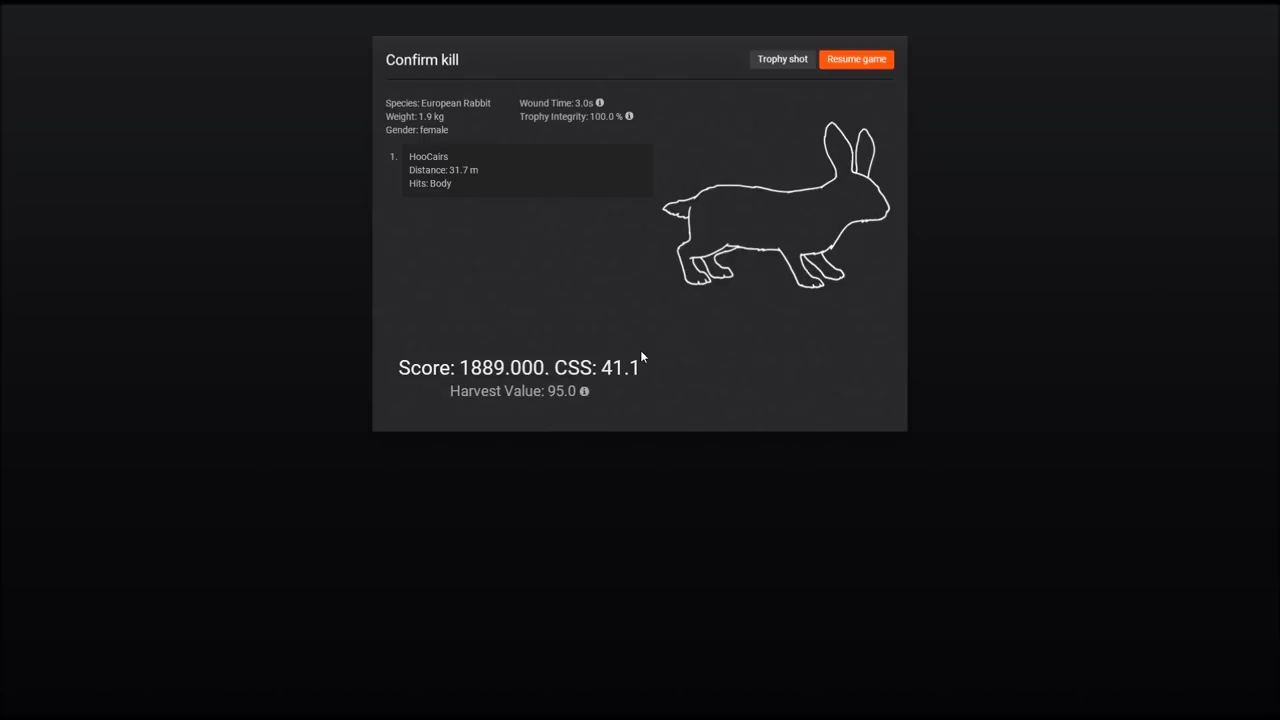 Confirm kill
Trophy shot
Resume game
Species: European Rabbit
Weight: 1.9 kg
Gender: female
Wound Time: 3.0s
Trophy Integrity: 100.0 %
1.
HooCairs
Distance: 31.7 m
Hits: Body
Score: 1889.000. CSS: 41.1
Harvest Value: 95.0